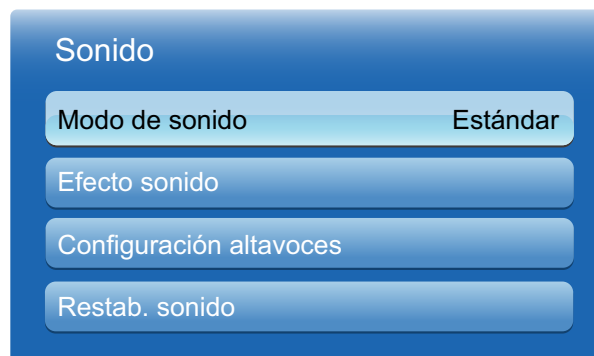 Sonido
Modo de sonido Estándar
Efecto sonido
Configuración altavoces
Restab. sonido